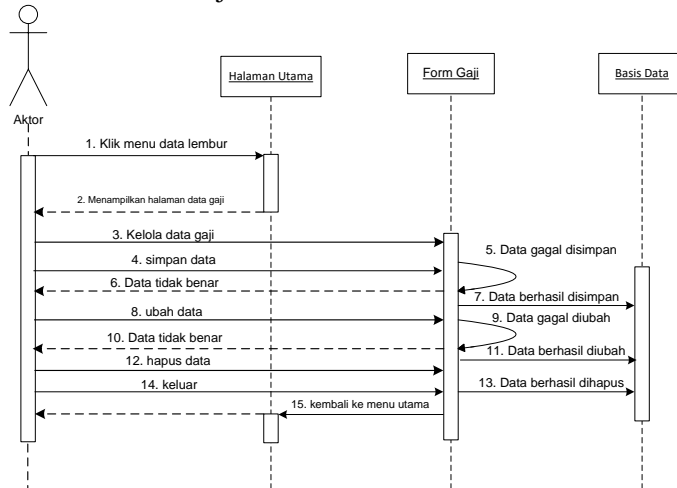 Halaman Utama
Form Gaji
Basis Data
Aktor
1. Klik menu data lembur
2. Menampilkan halaman data gaji
3. Kelola data gaji
5. Data gagal disimpan
4. simpan data
6. Data tidak benar
7. Data berhasil disimpan
8. ubah data
9. Data gagal diubah
10. Data tidak benar
11. Data berhasil diubah
12. hapus data
14. keluar
13. Data berhasil dihapus
15. kembali ke menu utama